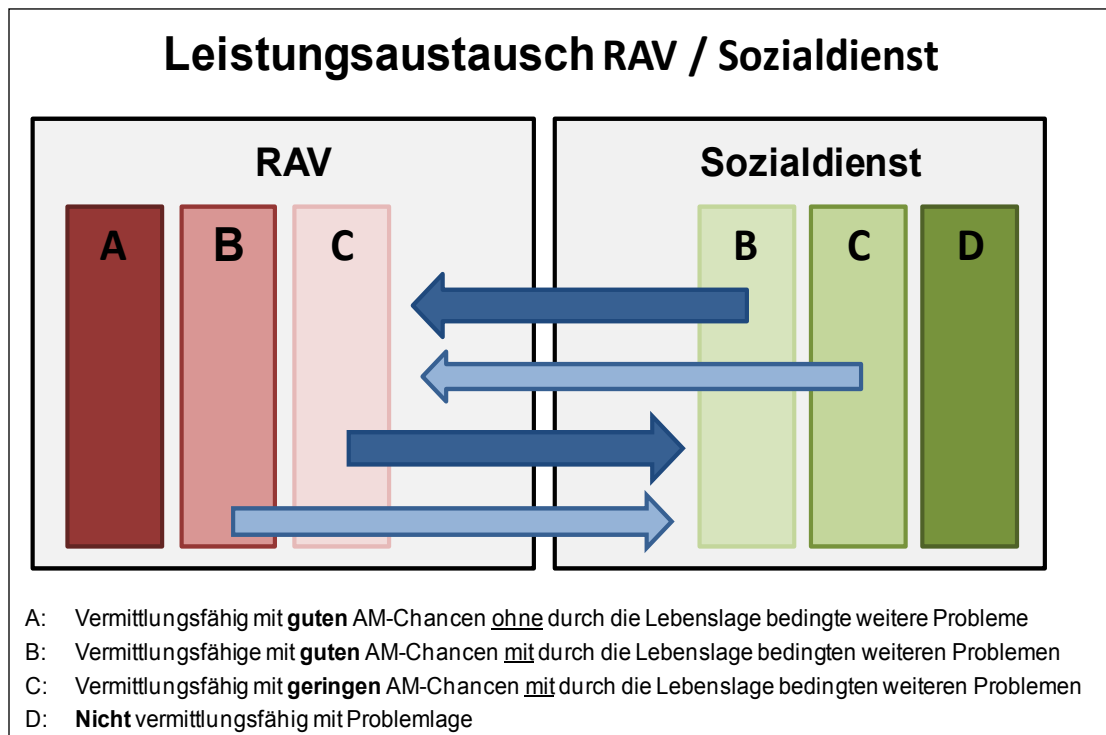 Leistungsaustausch RAV / Sozialdienst
RAV
Sozialdienst
A
B
C
B
C
D
A: Vermittlungsfähig mit guten AM-Chancen ohne durch die Lebenslage bedingte weitere Probleme
B: Vermittlungsfähige mit guten AM-Chancen mit durch die Lebenslage bedingten weiteren Problemen
C: Vermittlungsfähig mit geringen AM-Chancen mit durch die Lebenslage bedingten weiteren Problemen
D: Nicht vermittlungsfähig mit Problemlage